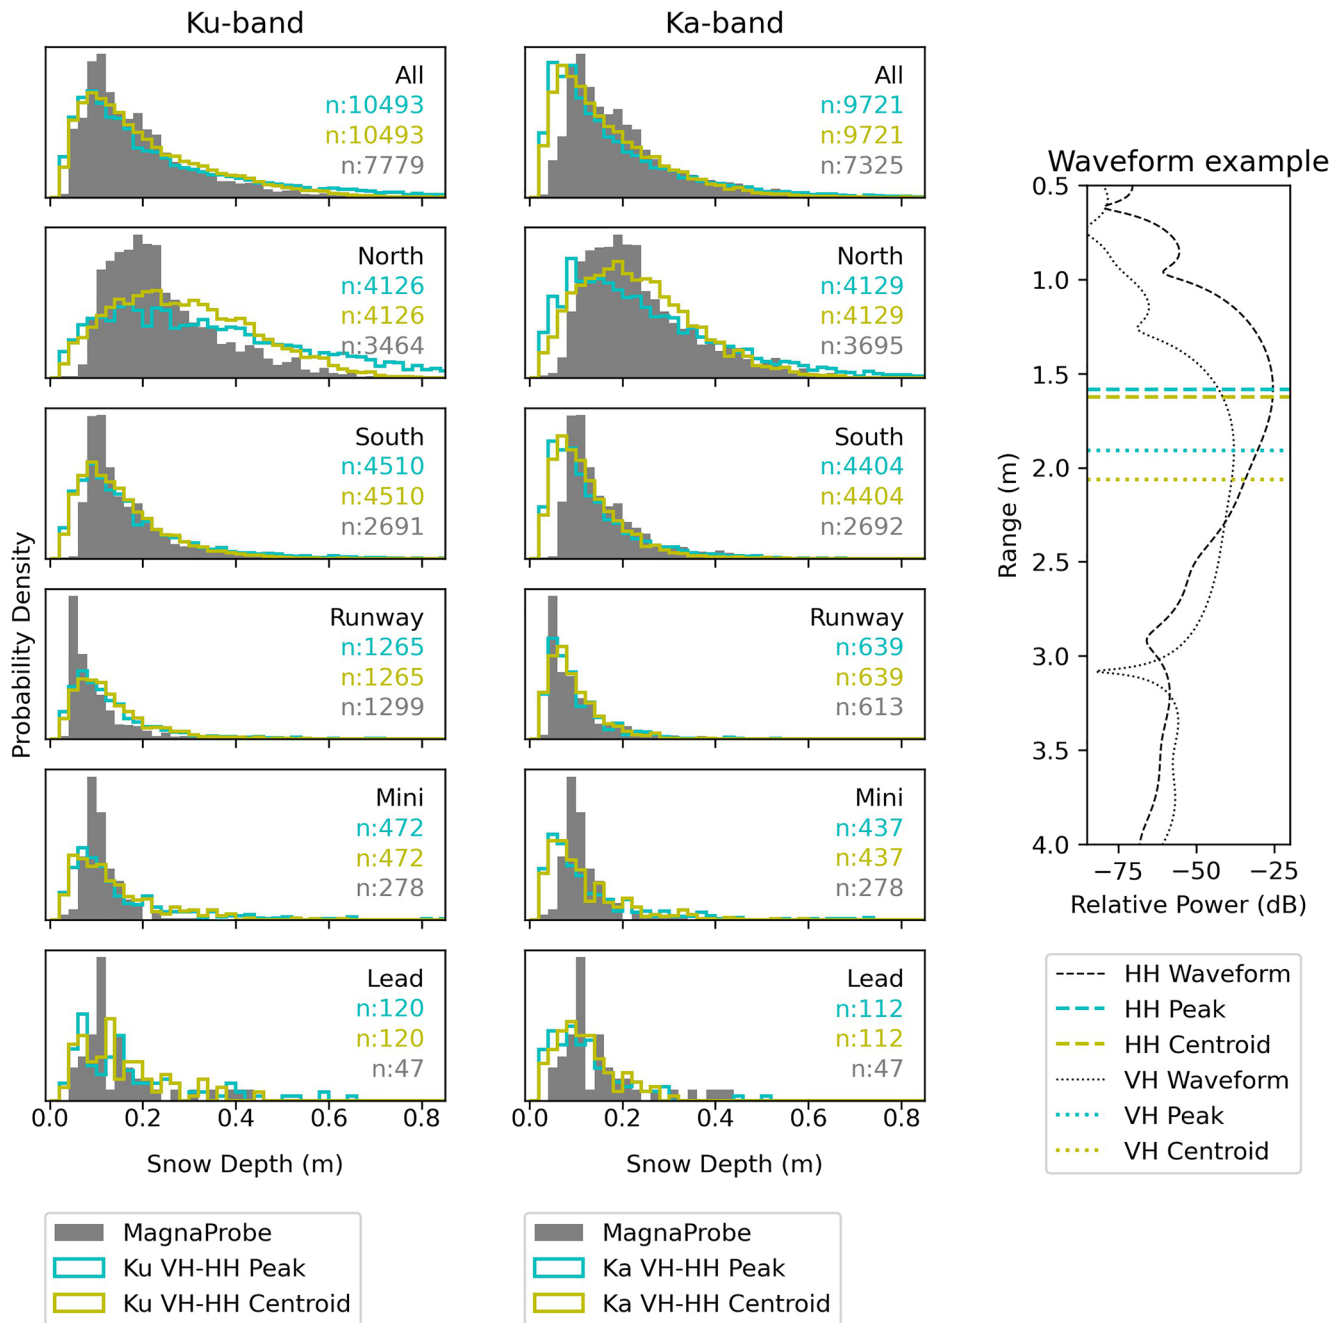 Ku-band
Ka-band
All
n:10493
n:10493
n:7779
All
n:9721
n:9721
n:7325
North
n:4126
n:4126
n:3464
North
n:4129
n:4129
n:3695
South
n:4510
n:4510
n:2691
South
n:4404
n:4404
n:2692
Runway
n:1265
n:1265
n:1299
Runway
n:639
n:639
n:613
Mini
n:472
n:472
n:278
Mini
n:437
n:437
n:278
Lead
n:120
n:120
n:47
Lead
n:112
n:112
n:47
Probability Density
0.0 0.2 0.4 0.6 0.8
Snow Depth (m)
0.0 0.2 0.4 0.6 0.8
Snow Depth (m)
MagnaProbe
Ku VH-HH Peak
Ku VH-HH Centroid
MagnaProbe
Ka VH-HH Peak
Ka VH-HH Centroid
Waveform example
0.5
1.0
1.5
2.0
2.5
3.0
3.5
4.0
Range (m)
−75 −50 −25
Relative Power (dB)
HH Waveform
HH Peak
HH Centroid
VH Waveform
VH Peak
VH Centroid